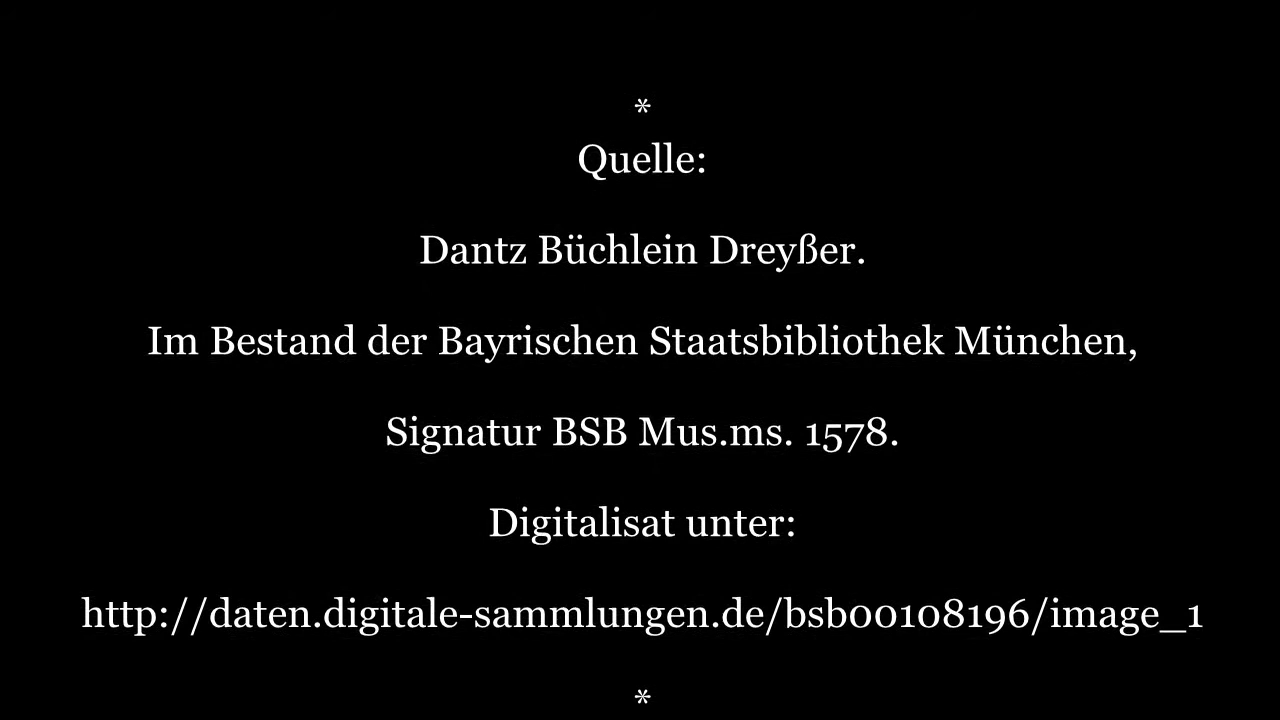 *
Quelle:
Dantz Büchlein Dreyßer.
Im Bestand der Bayrischen Staatsbibliothek München,
Signatur BSB Mus.ms. 1578.
Digitalisat unter:
http://daten.digitale-sammlungen.de/bsb00108196/image_1
*